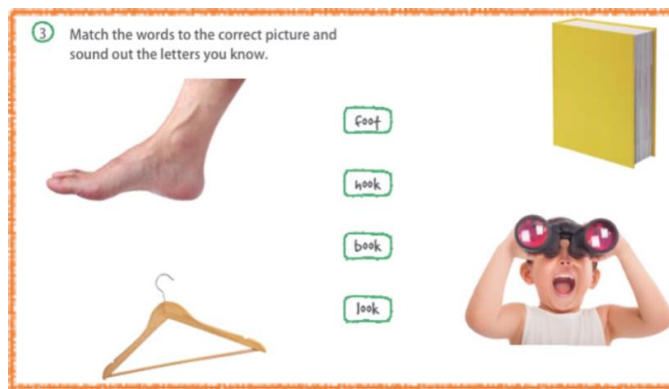 3 Match the words to the correct picture and
sound out the letters you know.
foot
hook
book
look